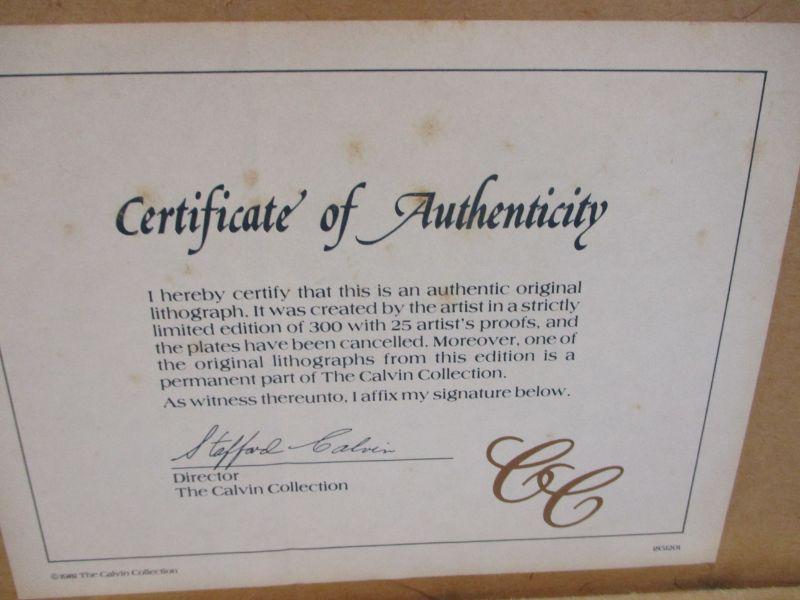 Certificate of Authenticity
I hereby certify that this is an authentic original
lithograph. It was created by the artist in a strictly
limited edition of 300 with 25 artist's proofs, and
the plates have been cancelled. Moreover, one of
the original lithographs from this edition is a
permanent part of The Calvin Collection.
As witness thereunto, I affix my signature below.
Stafford Calvin
Director
The Calvin Collection
CC
© The Calvin Collection